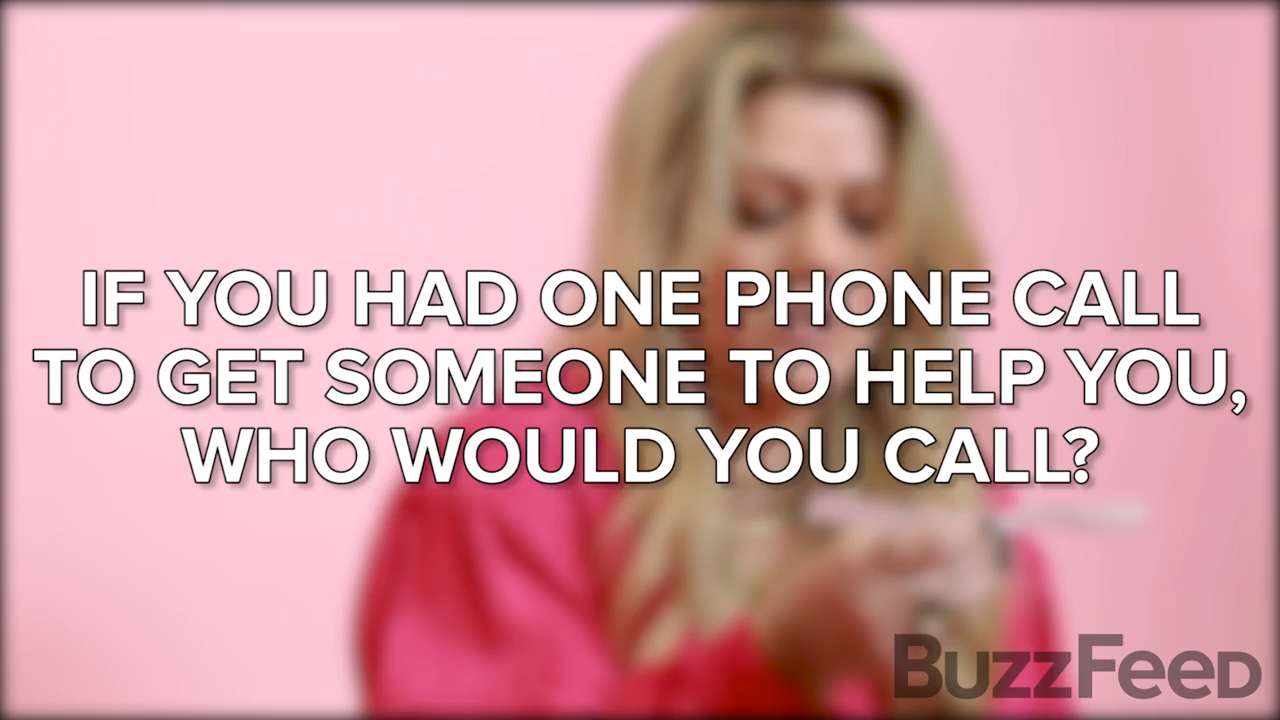 IF YOU HAD ONE PHONE CALL
TO GET SOMEONE TO HELP YOU,
WHO WOULD YOU CALL?
BUZZFEED